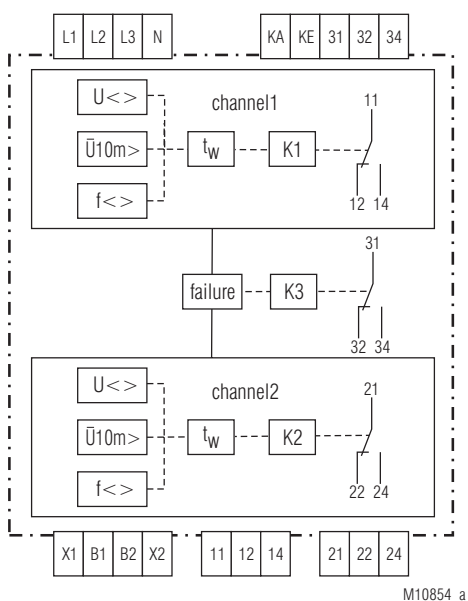 L1 L2 L3 N KA KE 31 32 34
U<> channel1 11
Ū10m> tw K1
f<> 12 14
31
failure K3
32 34
U<> channel2 21
Ū10m> tw K2
f<> 22 24
X1 B1 B2 X2 11 12 14 21 22 24
M10854_a